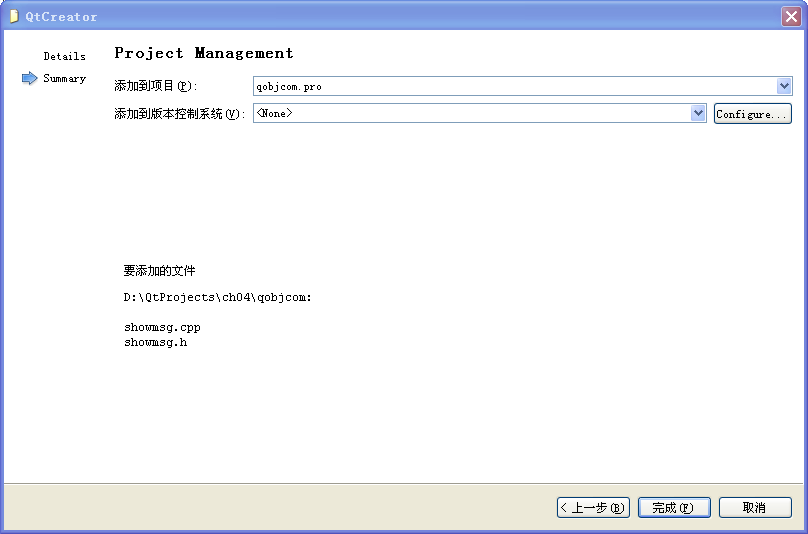 QtCreator
Details
Summary
Project Management
添加到项目(P):
qobjcom.pro
添加到版本控制系统(V):
<None>
Configure...
要添加的文件
D:\QtProjects\ch04\qobjcom:
showmsg.cpp
showmsg.h
< 上一步(B)
完成(F)
取消